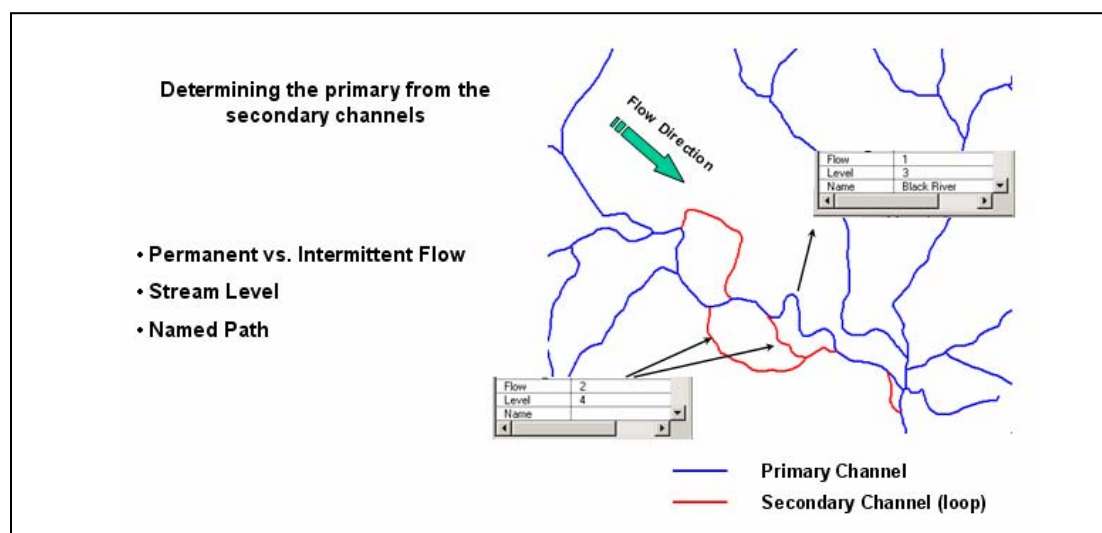 Determining the primary from the
secondary channels
Flow Direction
Flow 1
Level 3
Name Black River
• Permanent vs. Intermittent Flow
• Stream Level
• Named Path
Flow 2
Level 4
Name
Primary Channel
Secondary Channel (loop)